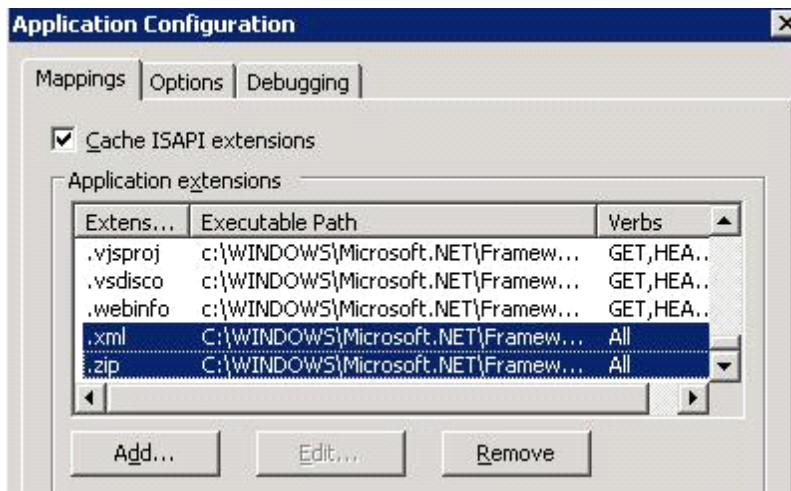 Application Configuration
Mappings Options Debugging
Cache ISAPI extensions
Application extensions
Extens... Executable Path Verbs
.vjsproj c:\WINDOWS\Microsoft.NET\Framew... GET,HEA...
.vsdisco c:\WINDOWS\Microsoft.NET\Framew... GET,HEA...
.webinfo c:\WINDOWS\Microsoft.NET\Framew... GET,HEA...
.xml C:\WINDOWS\Microsoft.NET\Framew... All
.zip C:\WINDOWS\Microsoft.NET\Framew... All
Add... Edit... Remove